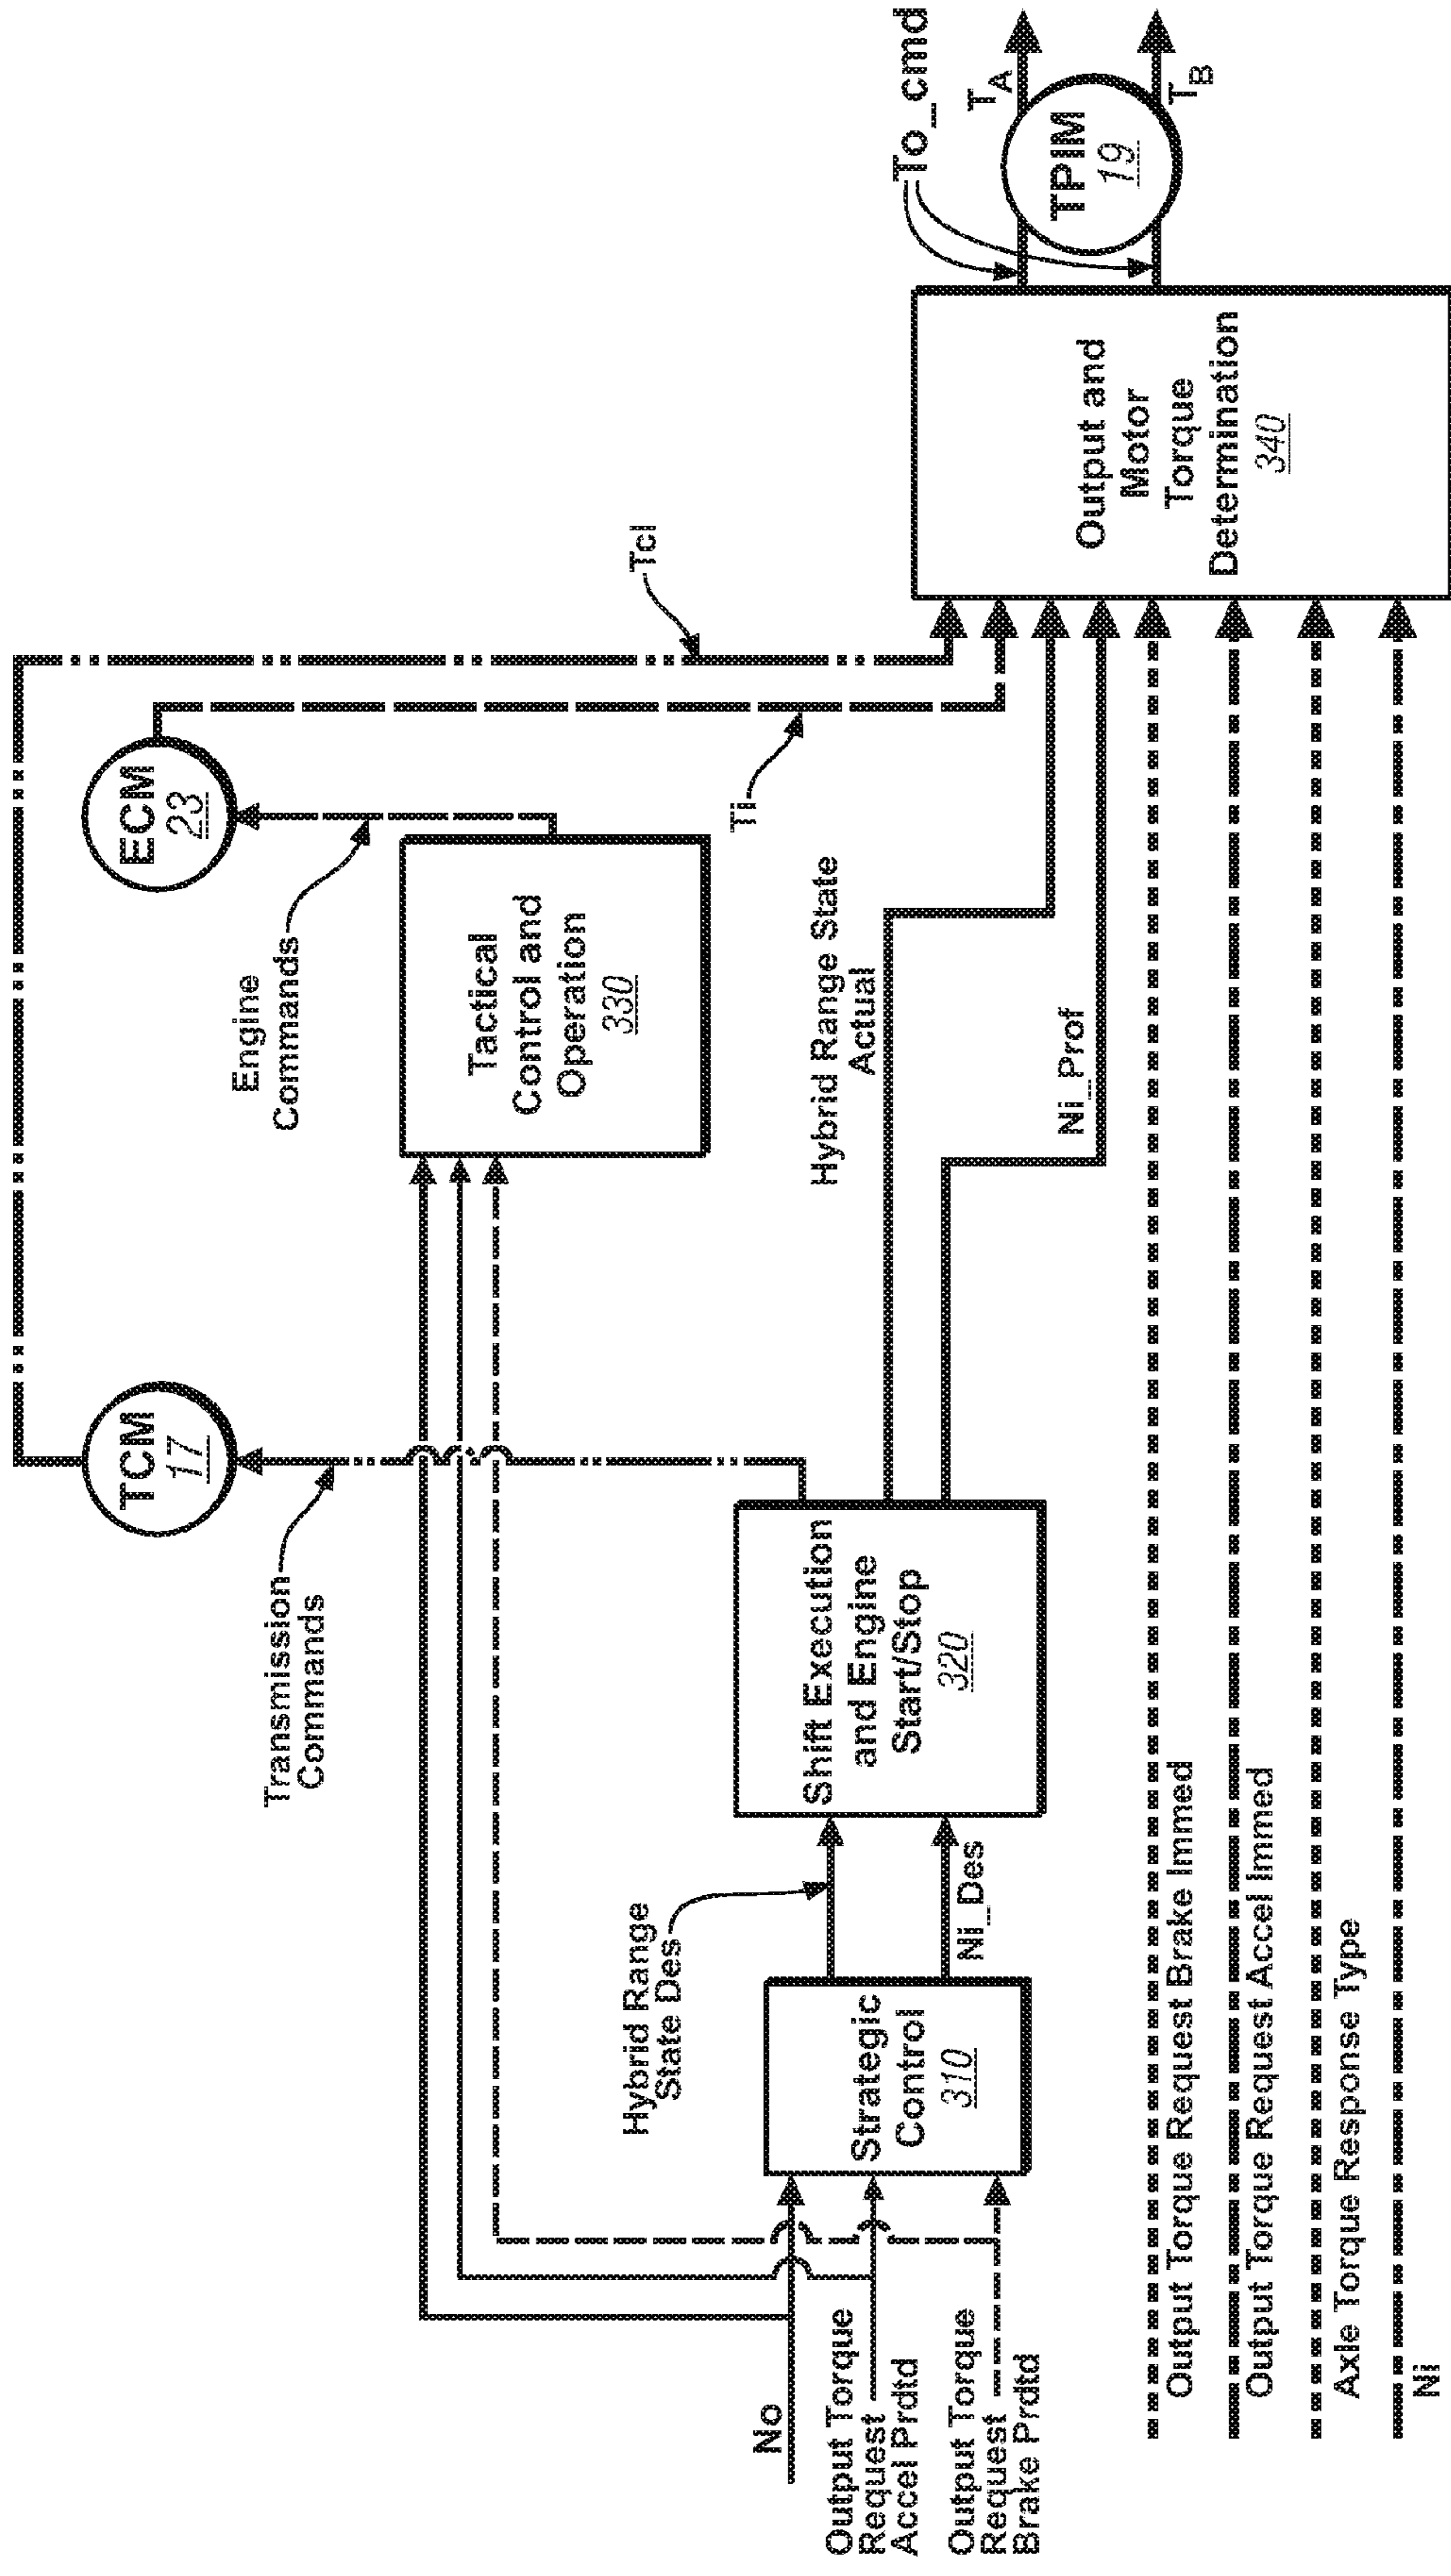 No
Output Torque
Request
Accel Prdtd
Output Torque
Request
Brake Prdtd
Strategic
Control
310
Hybrid Range
State Des
Ni_Des
Shift Execution
and Engine
Start/Stop
320
Transmission
Commands
TCM
17
Engine
Commands
ECM
23
Tactical
Control and
Operation
330
Hybrid Range State
Actual
Ni_Prof
Ti
Tcl
Output Torque Request Brake Immed
Output Torque Request Accel Immed
Axle Torque Response Type
Ni
Output and
Motor
Torque
Determination
340
To_cmd
TPIM
19
TA
TB